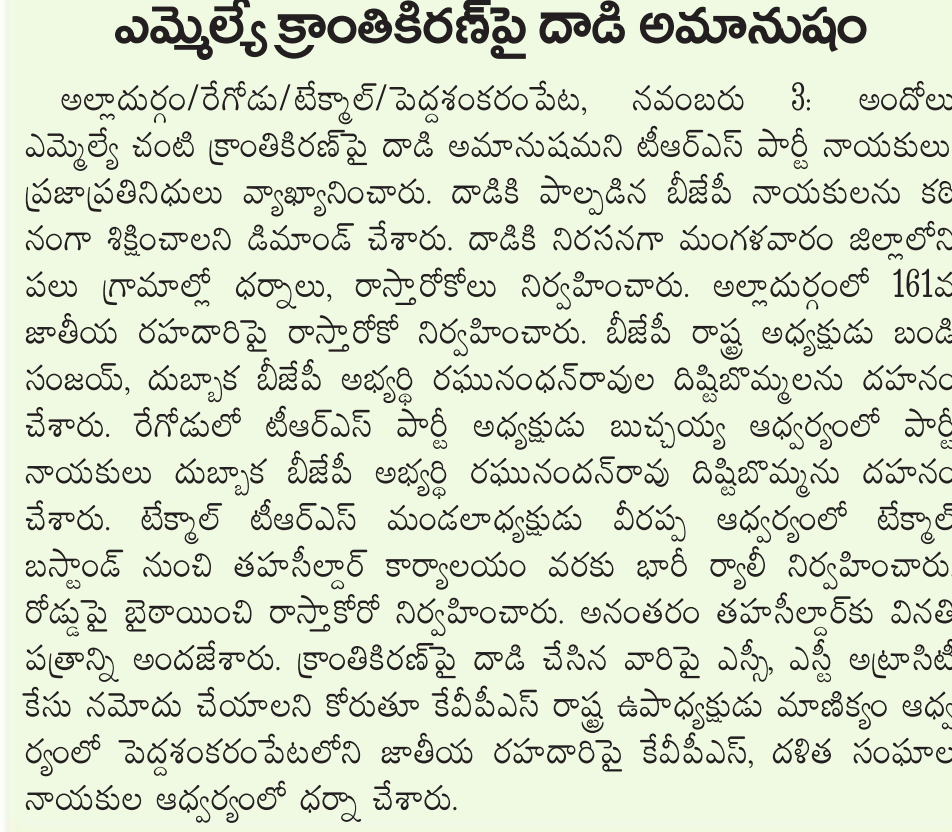 ఎమ్మెల్యే క్రాంతికిరణ్‌పై దాడి అమానుషం
అల్లాదుర్గం/రేగోడు/టేక్మాల్/పెద్దశంకరంపేట, నవంబరు 3: అందోలు
ఎమ్మెల్యే చంటి క్రాంతికిరణ్‌పై దాడి అమానుషమని టీఆర్ఎస్ పార్టీ నాయకులు
ప్రజాప్రతినిధులు వ్యాఖ్యానించారు. దాడికి పాల్పడిన బీజేపీ నాయకులను కఠి
నంగా శిక్షించాలని డిమాండ్ చేశారు. దాడికి నిరసనగా మంగళవారం జిల్లాలోని
పలు గ్రామాల్లో ధర్నాలు, రాస్తారోకోలు నిర్వహించారు. అల్లాదుర్గంలో 161వ
జాతీయ రహదారిపై రాస్తారోకో నిర్వహించారు. బీజేపీ రాష్ట్ర అధ్యక్షుడు బండి
సంజయ్, దుబ్బాక బీజేపీ అభ్యర్థి రఘునంధన్‌రావుల దిష్టిబొమ్మలను దహనం
చేశారు. రేగోడులో టీఆర్ఎస్ పార్టీ అధ్యక్షుడు బుచ్చయ్య ఆధ్వర్యంలో పార్టీ
నాయకులు దుబ్బాక బీజేపీ అభ్యర్థి రఘునందన్‌రావు దిష్టిబొమ్మను దహనం
చేశారు. టేక్మాల్ టీఆర్ఎస్ మండలాధ్యక్షుడు వీరప్ప ఆధ్వర్యంలో టేక్మాల్
బస్టాండ్ నుంచి తహసీల్దార్ కార్యాలయం వరకు భారీ ర్యాలీ నిర్వహించారు
రోడ్డుపై బైఠాయించి రాస్తాకోరో నిర్వహించారు. అనంతరం తహసీల్దార్‌కు వినతి
పత్రాన్ని అందజేశారు. క్రాంతికిరణ్‌పై దాడి చేసిన వారిపై ఎస్సీ, ఎస్టీ అట్రాసిటీ
కేసు నమోదు చేయాలని కోరుతూ కేవీపీఎస్ రాష్ట్ర ఉపాధ్యక్షుడు మాణిక్యం ఆధ్వ
ర్యంలో పెద్దశంకరంపేటలోని జాతీయ రహదారిపై కేవీపీఎస్, దళిత సంఘాల
నాయకుల ఆధ్వర్యంలో ధర్నా చేశారు.